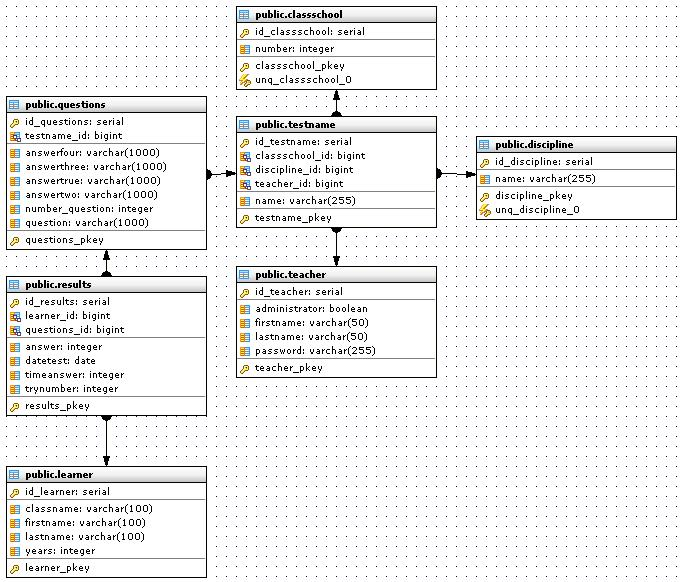 public.classschool
id_classschool: serial
number: integer
classschool_pkey
unq_classschool_0
public.questions
id_questions: serial
testname_id: bigint
answerfour: varchar(1000)
answerthree: varchar(1000)
answertrue: varchar(1000)
answertwo: varchar(1000)
number_question: integer
question: varchar(1000)
questions_pkey
public.testname
id_testname: serial
classschool_id: bigint
discipline_id: bigint
teacher_id: bigint
name: varchar(255)
testname_pkey
public.discipline
id_discipline: serial
name: varchar(255)
discipline_pkey
unq_discipline_0
public.results
id_results: serial
learner_id: bigint
questions_id: bigint
answer: integer
datetest: date
timeanswer: integer
trynumber: integer
results_pkey
public.teacher
id_teacher: serial
administrator: boolean
firstname: varchar(50)
lastname: varchar(50)
password: varchar(255)
teacher_pkey
public.learner
id_learner: serial
classname: varchar(100)
firstname: varchar(100)
lastname: varchar(100)
years: integer
learner_pkey